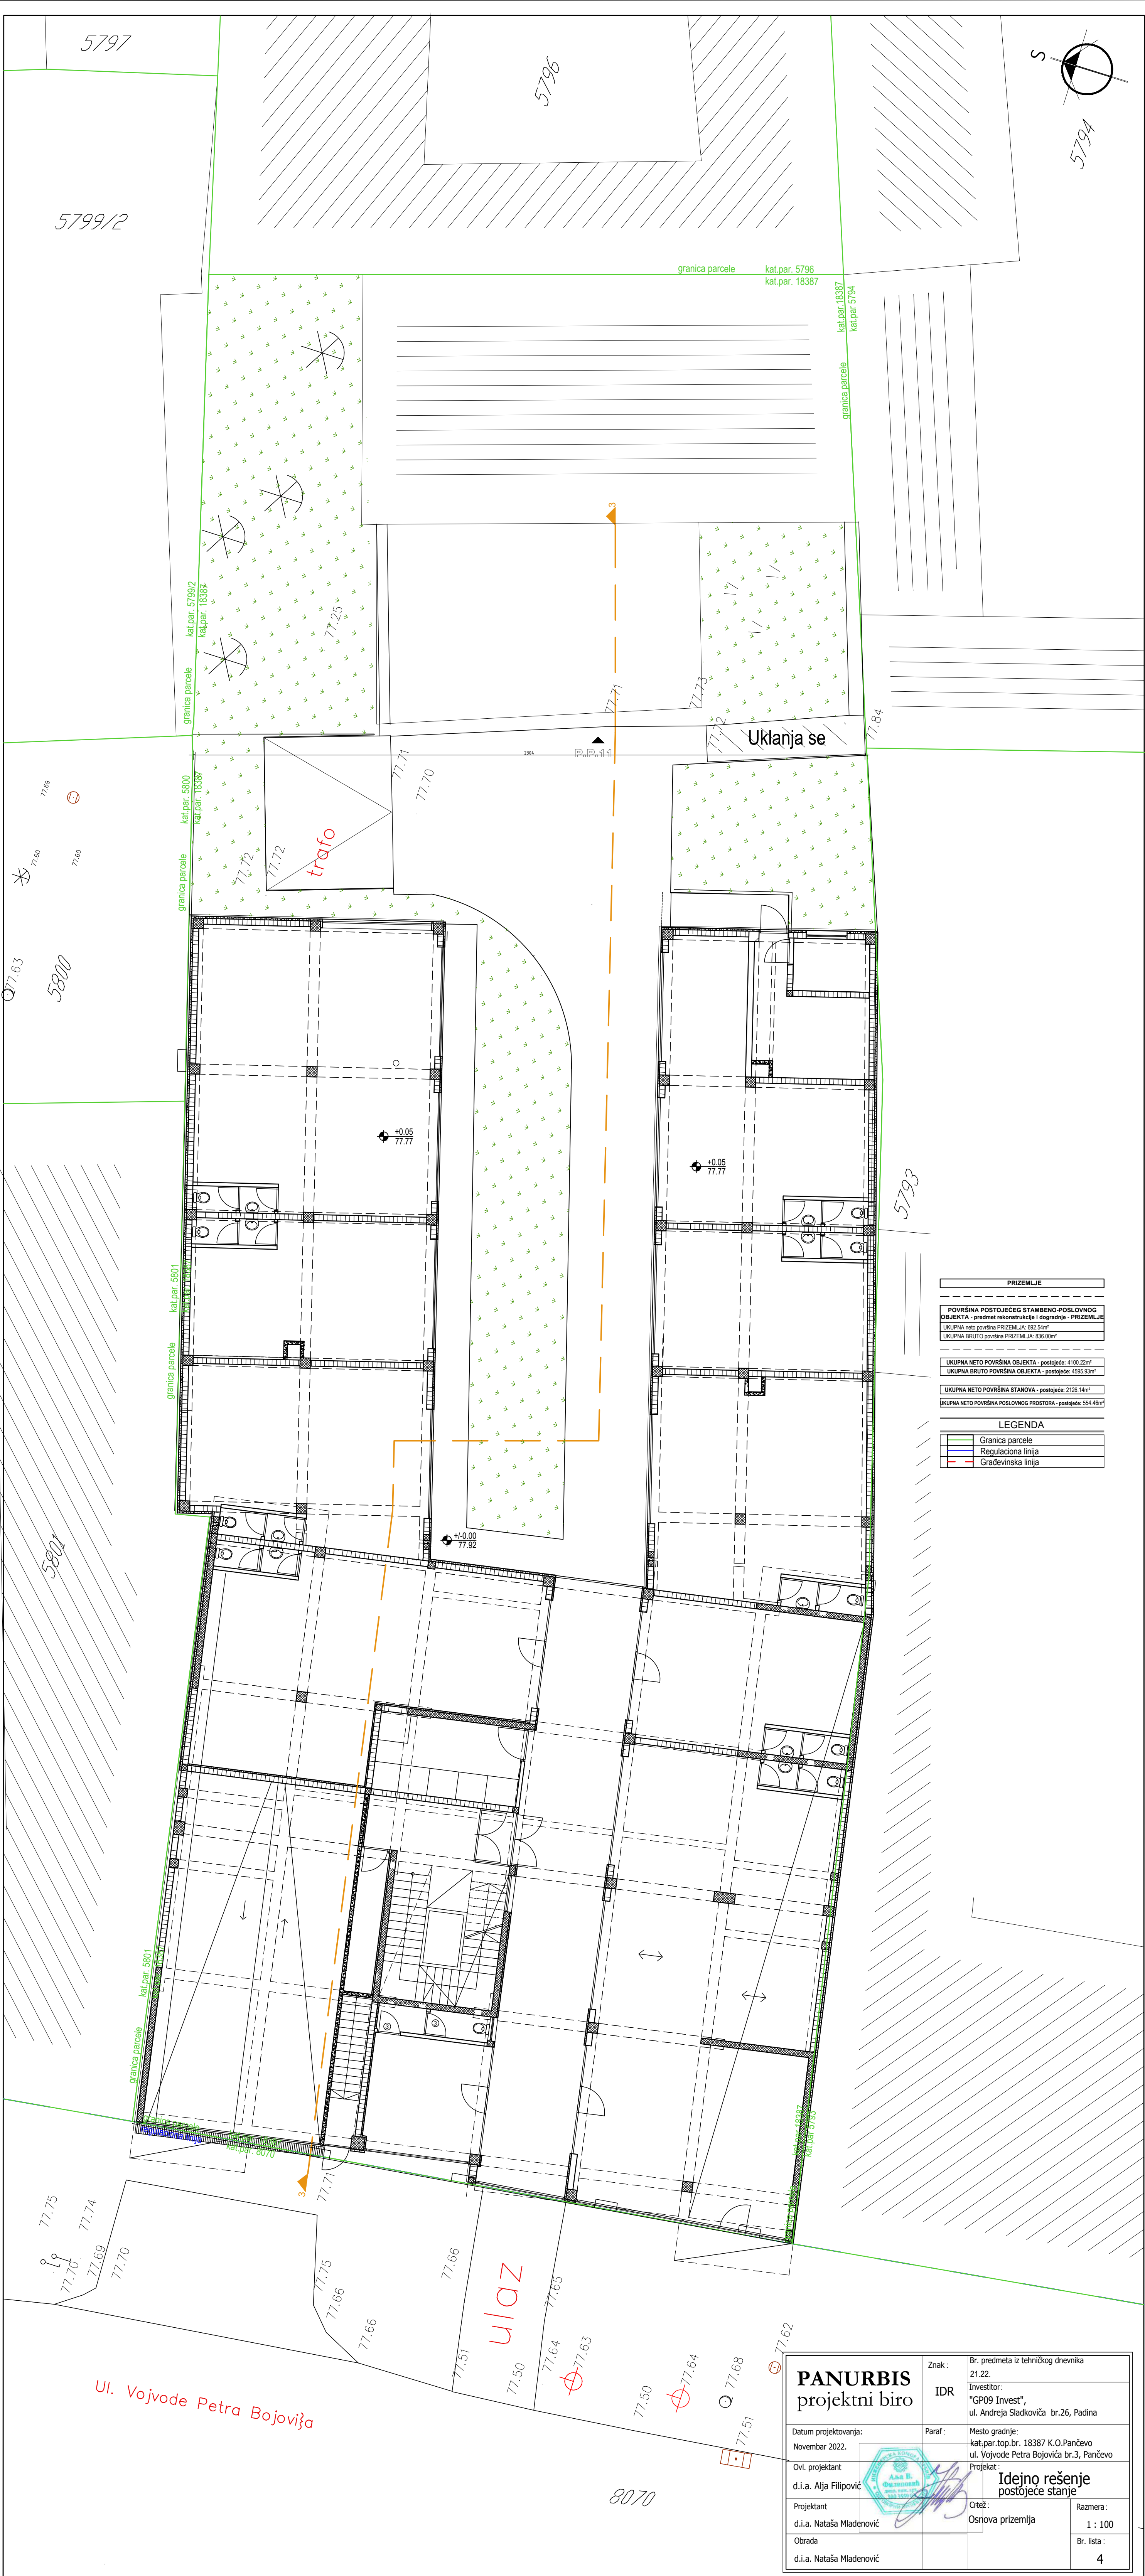 5797
5796
S
5794
5799/2
granica parcele
kat.par. 5796
kat.par. 18387
kat.par.18387
kat.par 5794
granica parcele
3
kat.par. 5799/2
kat.par. 18387
77.25
granica parcele
77.71
77.73
77.72
Uklanja se
77.84
2394
P.P.11
77.71
77.70
77.69
kat.par. 5800
kat.par. 18387
trafo
77.72
77.72
77.60
77.60
granica parcele
77.63
5800
+0.05
77.77
+0.05
77.77
5793
kat.par. 5801
granica parcele
PRIZEMLJE
POVRŠINA POSTOJEĆEG STAMBENO-POSLOVNOG
OBJEKTA - predmet rekonstrukcije i dogradnje - PRIZEMLJE
UKUPNA neto površina PRIZEMLJA: 692.54m²
UKUPNA BRUTO površina PRIZEMLJA: 836.00m²
UKUPNA NETO POVRŠINA OBJEKTA - postojeće: 4100.22m²
UKUPNA BRUTO POVRŠINA OBJEKTA - postojeće: 4595.93m²
UKUPNA NETO POVRŠINA STANOVA - postojeće: 2126.14m²
UKUPNA NETO POVRŠINA POSLOVNOG PROSTORA - postojeće: 554.46m²
LEGENDA
Granica parcele
Regulaciona linija
Građevinska linija
+/-0.00
77.92
5801
kat.par. 5801
granica parcele
kat.par. 18387
kat.par 5793
kat.par. 8070
3
77.71
77.75
77.74
77.70
77.69
77.70
77.75
77.66
77.66
77.66
ulaz
77.65
77.51
77.50
77.64
77.63
77.50
77.64
77.68
77.62
77.51
Ul. Vojvode Petra Bojovića
8070
PANURBIS
projektni biro
Znak :
IDR
Br. predmeta iz tehničkog dnevnika
21.22.
Investitor:
"GP09 Invest",
ul. Andreja Sladkoviča br.26, Padina
Datum projektovanja:
Novembar 2022.
Paraf :
Mesto gradnje:
kat.par.top.br. 18387 K.O.Pančevo
ul. Vojvode Petra Bojovića br.3, Pančevo
Ovl. projektant
d.i.a. Alja Filipović
Projekat :
Idejno rešenje
postojeće stanje
Projektant
d.i.a. Nataša Mladenović
Crtež :
Osnova prizemlja
Razmera :
1 : 100
Obrada
d.i.a. Nataša Mladenović
Br. lista :
4